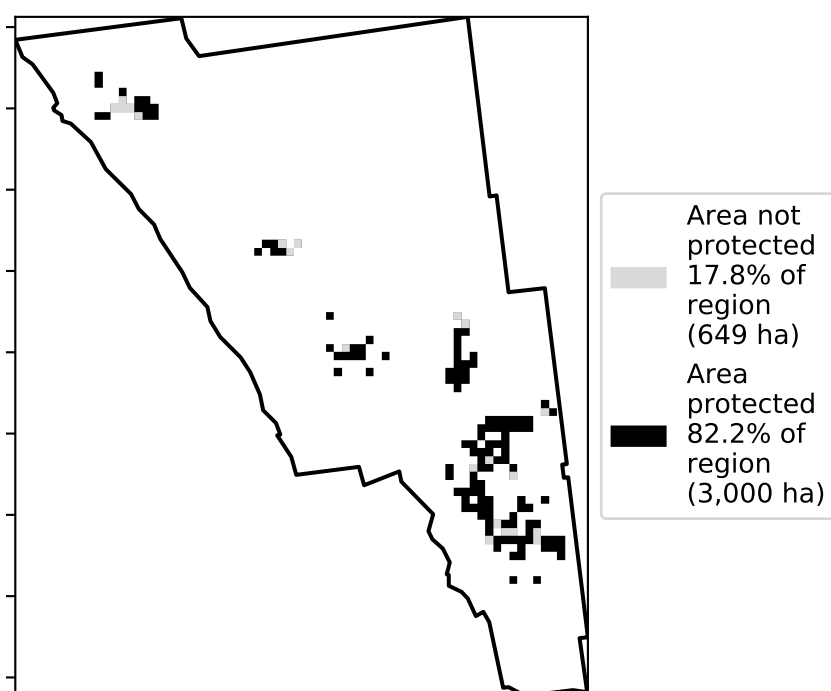 Area not
protected
17.8% of
region
(649 ha)
Area
protected
82.2% of
region
(3,000 ha)